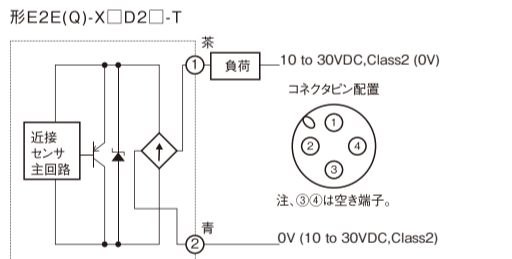 形E2E(Q)-X□D2□-T
茶
① 負荷 10 to 30VDC,Class2 (0V)
コネクタピン配置
①
② ④
③
近接
センサ
主回路
注、③④は空き端子。
青
② 0V (10 to 30VDC,Class2)